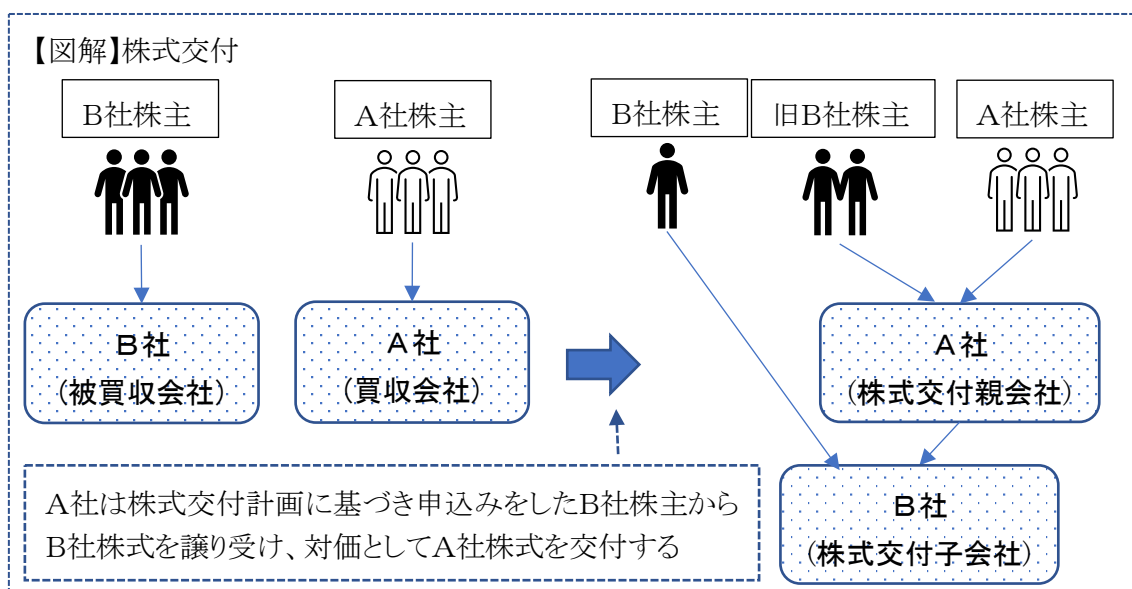 【図解】株式交付
B社株主
A社株主
B社株主
旧B社株主
A社株主
B社
(被買収会社)
A社
(買収会社)
A社
(株式交付親会社)
A社は株式交付計画に基づき申込みをしたB社株主から
B社株式を譲り受け、対価としてA社株式を交付する
B社
(株式交付子会社)